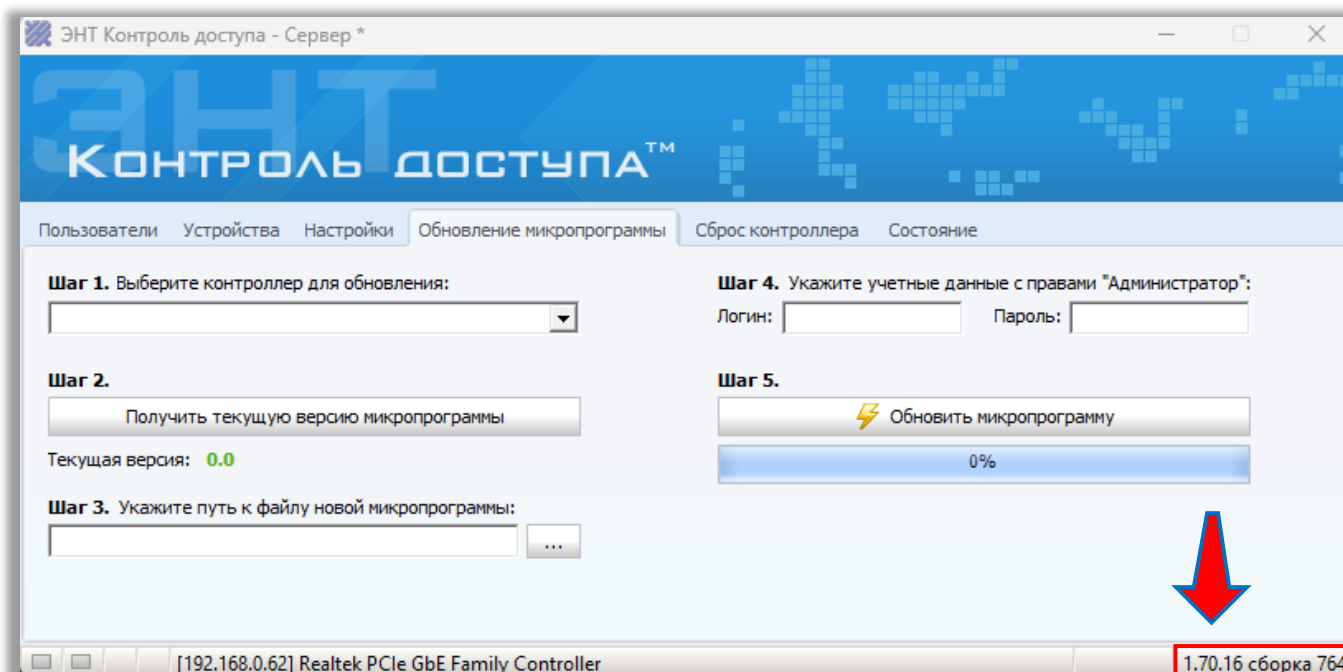 ЭНТ Контроль доступа - Сервер *
ЭНТ
Контроль доступа™
Пользователи Устройства Настройки Обновление микропрограммы Сброс контроллера Состояние
Шаг 1. Выберите контроллер для обновления:
Шаг 4. Укажите учетные данные с правами "Администратор":
Логин: Пароль:
Шаг 2.
Шаг 5.
Получить текущую версию микропрограммы
Обновить микропрограмму
Текущая версия: 0.0
0%
Шаг 3. Укажите путь к файлу новой микропрограммы:
...
[192.168.0.62] Realtek PCIe GbE Family Controller
1.70.16 сборка 764